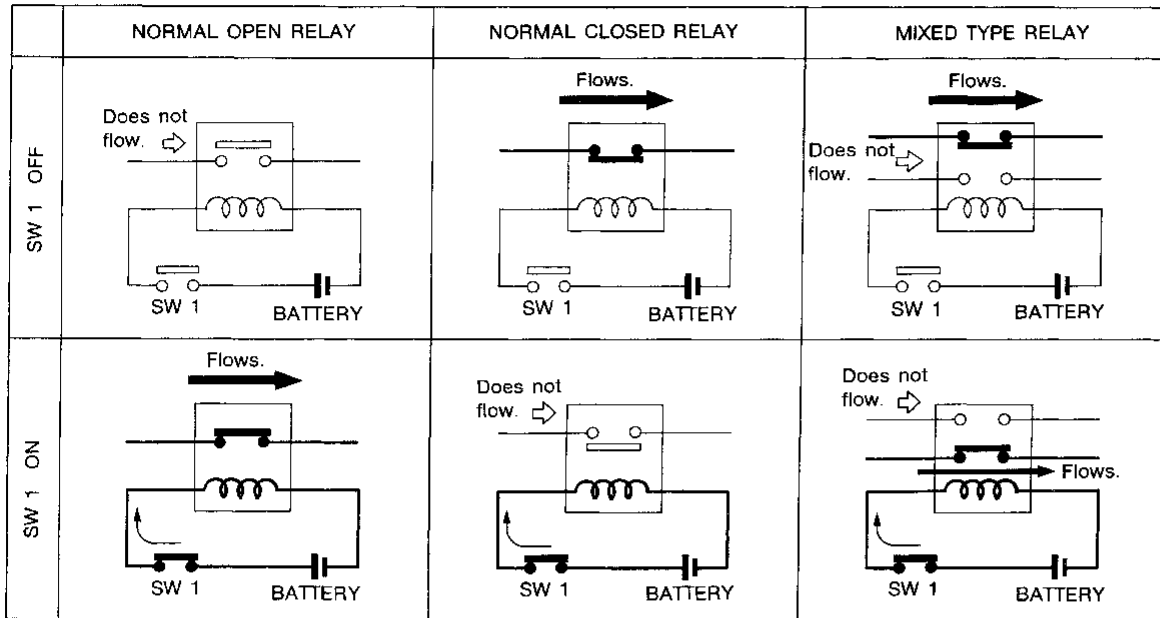 NORMAL OPEN RELAY
NORMAL CLOSED RELAY
MIXED TYPE RELAY
SW 1 OFF
Does not
flow.
SW 1
BATTERY
Flows.
SW 1
BATTERY
Flows.
Does not
flow.
SW 1
BATTERY
SW 1 ON
Flows.
SW 1
BATTERY
Does not
flow.
SW 1
BATTERY
Does not
flow.
Flows.
SW 1
BATTERY